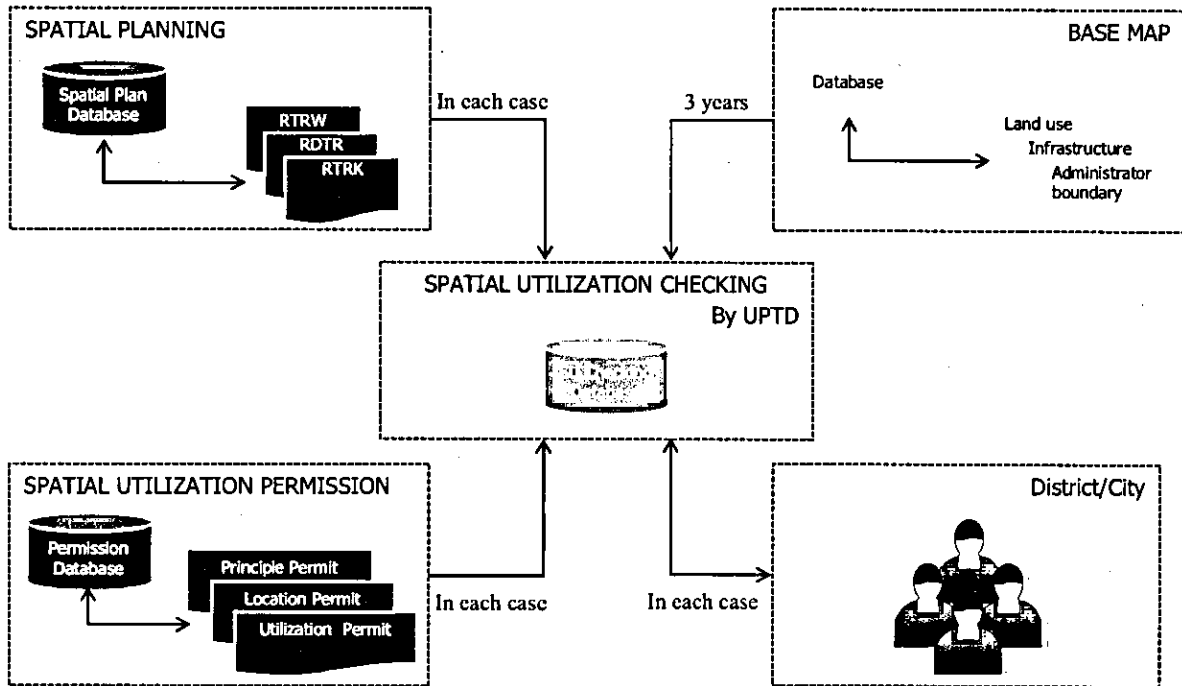 SPATIAL PLANNING
Spatial Plan
Database
RTRW
RDTR
RTRK
In each case
3 years
BASE MAP
Database
Land use
Infrastructure
Administrator
boundary
SPATIAL UTILIZATION CHECKING
By UPTD
SPATIAL UTILIZATION PERMISSION
Permission
Database
Principle Permit
Location Permit
Utilization Permit
In each case
In each case
District/City